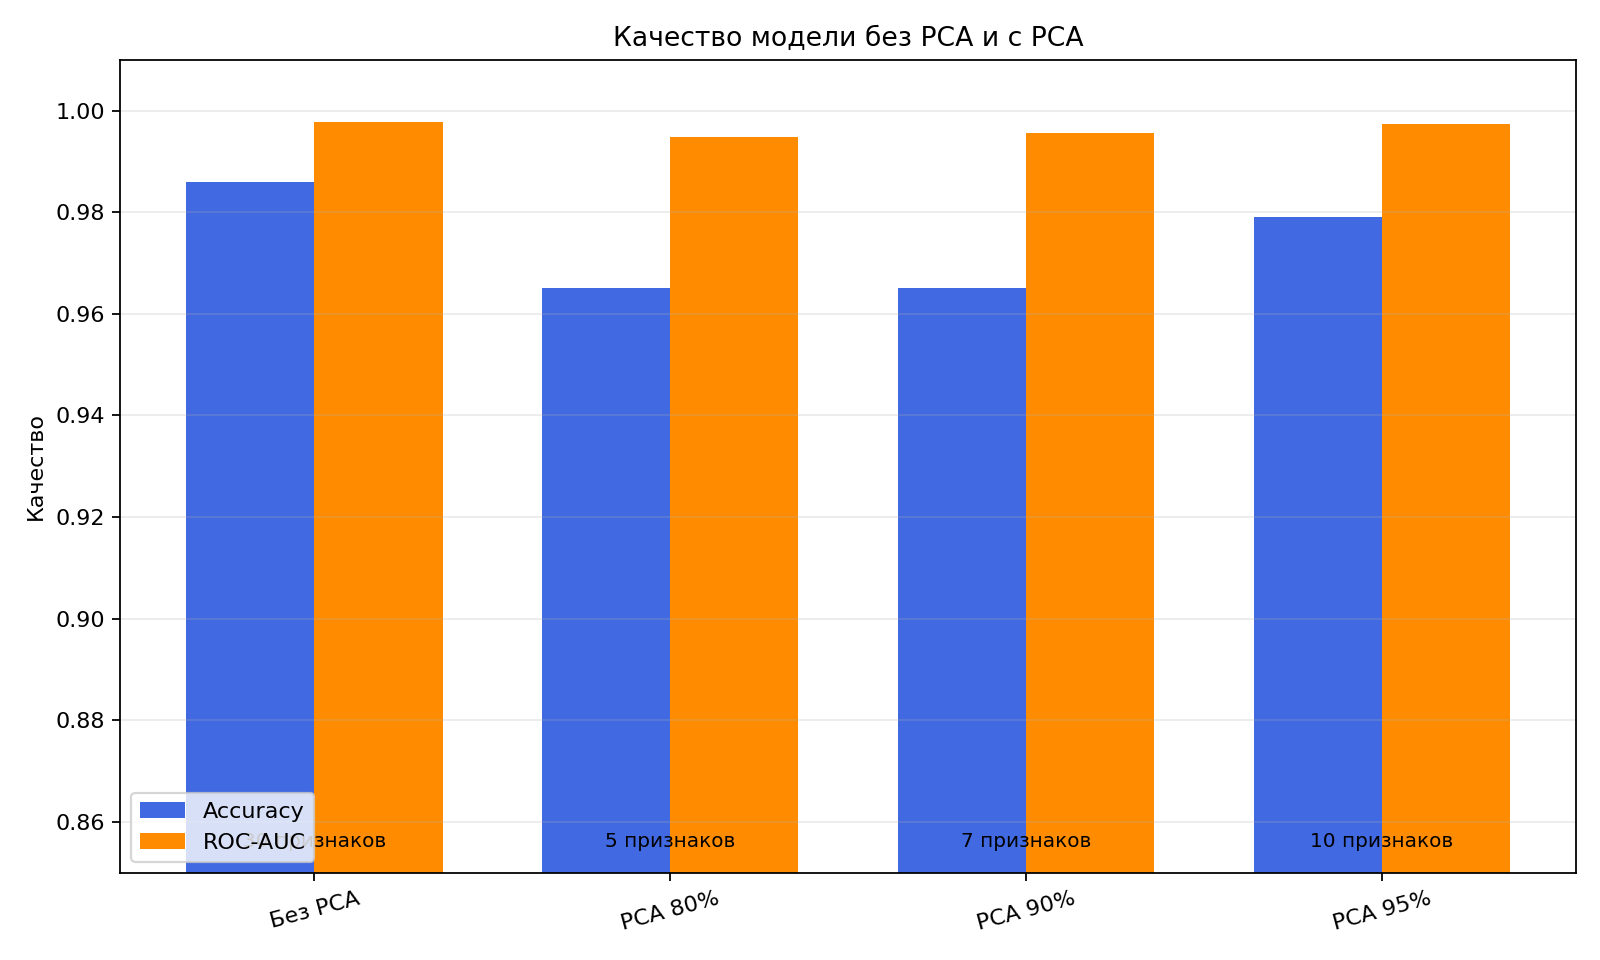 Качество модели без PCA и с PCA
Качество
1.00
0.98
0.96
0.94
0.92
0.90
0.88
0.86
Accuracy
ROC-AUC
признаков
5 признаков
7 признаков
10 признаков
Без PCA
PCA 80%
PCA 90%
PCA 95%